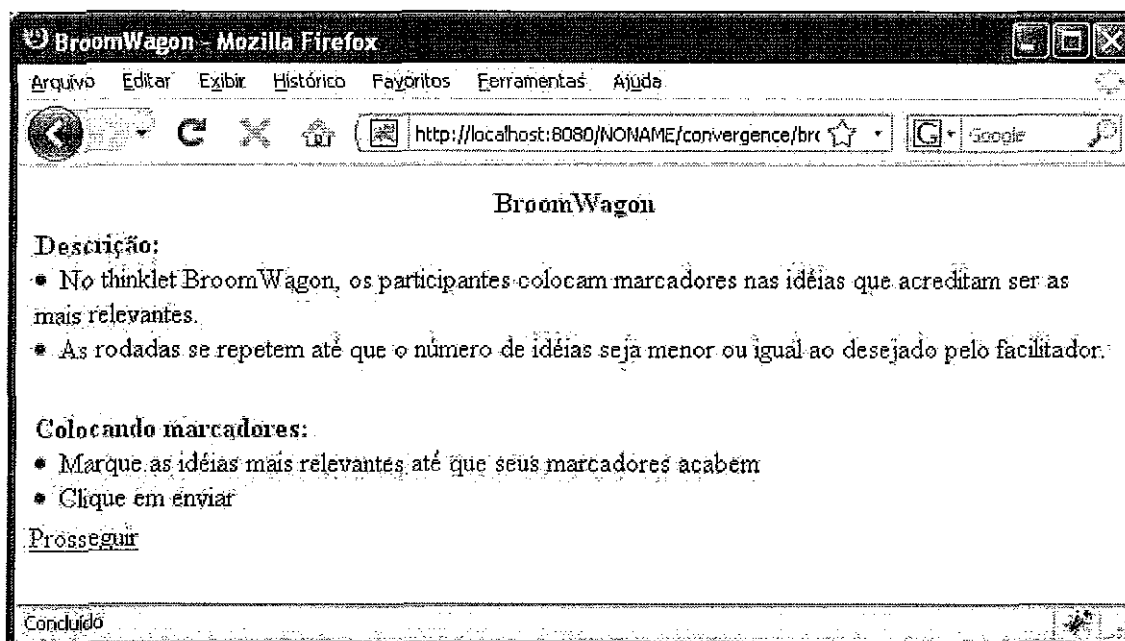 BroomWagon - Mozilla Firefox
Arquivo Editar Exibir Histórico Favoritos Ferramentas Ajuda
http://localhost:8080/NONAME/convergence/bro G Google
BroomWagon
Descrição:
• No thinklet BroomWagon, os participantes colocam marcadores nas idéias que acreditam ser as
mais relevantes.
• As rodadas se repetem até que o número de idéias seja menor ou igual ao desejado pelo facilitador.
Colocando marcadores:
• Marque as idéias mais relevantes até que seus marcadores acabem
• Clique em enviar
Prosseguir
Concluído